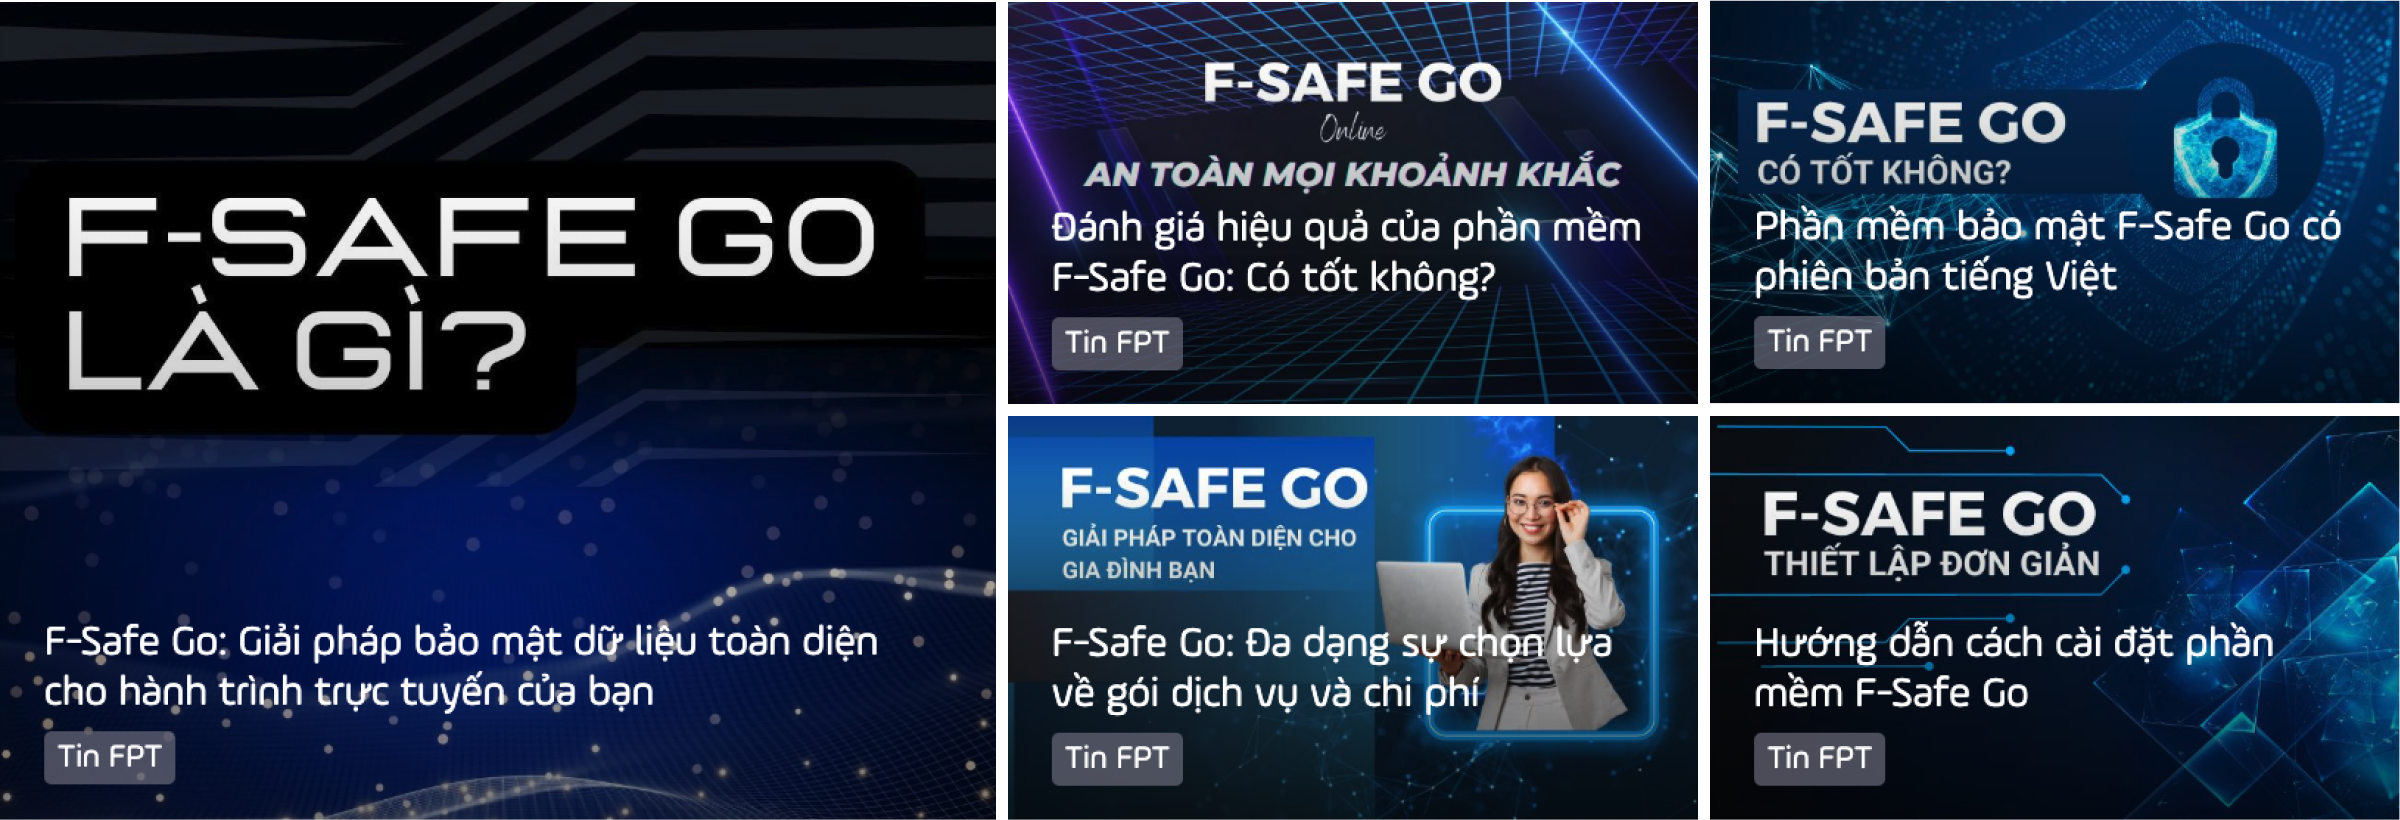 F-SAFE GO
LÀ GÌ?
F-Safe Go: Giải pháp bảo mật dữ liệu toàn diện
cho hành trình trực tuyến của bạn
Tin FPT
F-SAFE GO
Online
AN TOÀN MỌI KHOẢNH KHẮC
Đánh giá hiệu quả của phần mềm
F-Safe Go: Có tốt không?
Tin FPT
F-SAFE GO
CÓ TỐT KHÔNG?
Phần mềm bảo mật F-Safe Go có
phiên bản tiếng Việt
Tin FPT
F-SAFE GO
GIẢI PHÁP TOÀN DIỆN CHO
GIA ĐÌNH BẠN
F-Safe Go: Đa dạng sự chọn lựa
về gói dịch vụ và chi phí
Tin FPT
F-SAFE GO
THIẾT LẬP ĐƠN GIẢN
Hướng dẫn cách cài đặt phần
mềm F-Safe Go
Tin FPT